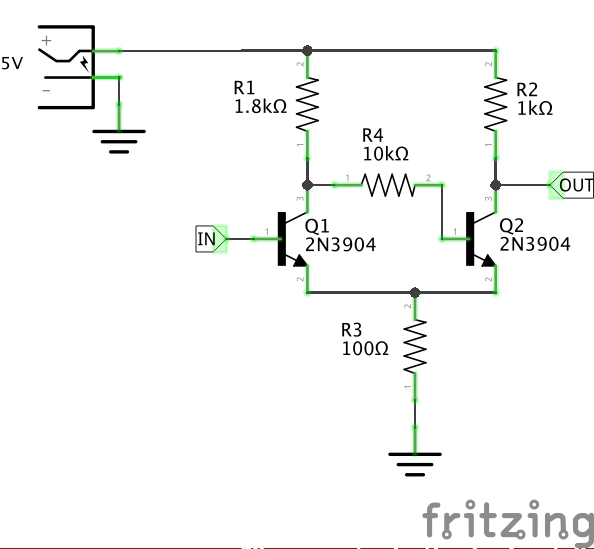 +
5V
-
2
R1
1.8kΩ
1
2
R2
1kΩ
1
R4
10kΩ
1
2
3
3
OUT
IN
1
Q1
2N3904
2
1
Q2
2N3904
2
2
R3
100Ω
1
fritzing